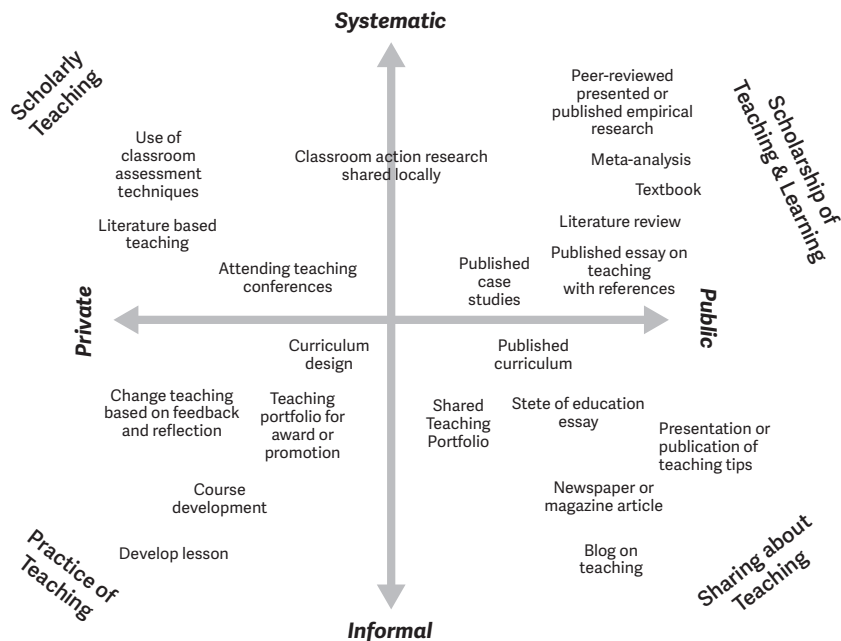 Systematic
Scholarly
Teaching
Peer-reviewed
presented or
published empirical
research
Scholarship of
Teaching & Learning
Use of
classroom
assessment
techniques
Classroom action research
shared locally
Meta-analysis
Textbook
Literature based
teaching
Literature review
Attending teaching
conferences
Published
case
studies
Published essay on
teaching
with references
Private
Public
Curriculum
design
Published
curriculum
Change teaching
based on feedback
and reflection
Teaching
portfolio for
award or
promotion
Shared
Teaching
Portfolio
Stete of education
essay
Presentation or
publication of
teaching tips
Course
development
Newspaper or
magazine article
Practice of
Teaching
Develop lesson
Blog on
teaching
Sharing about
Teaching
Informal